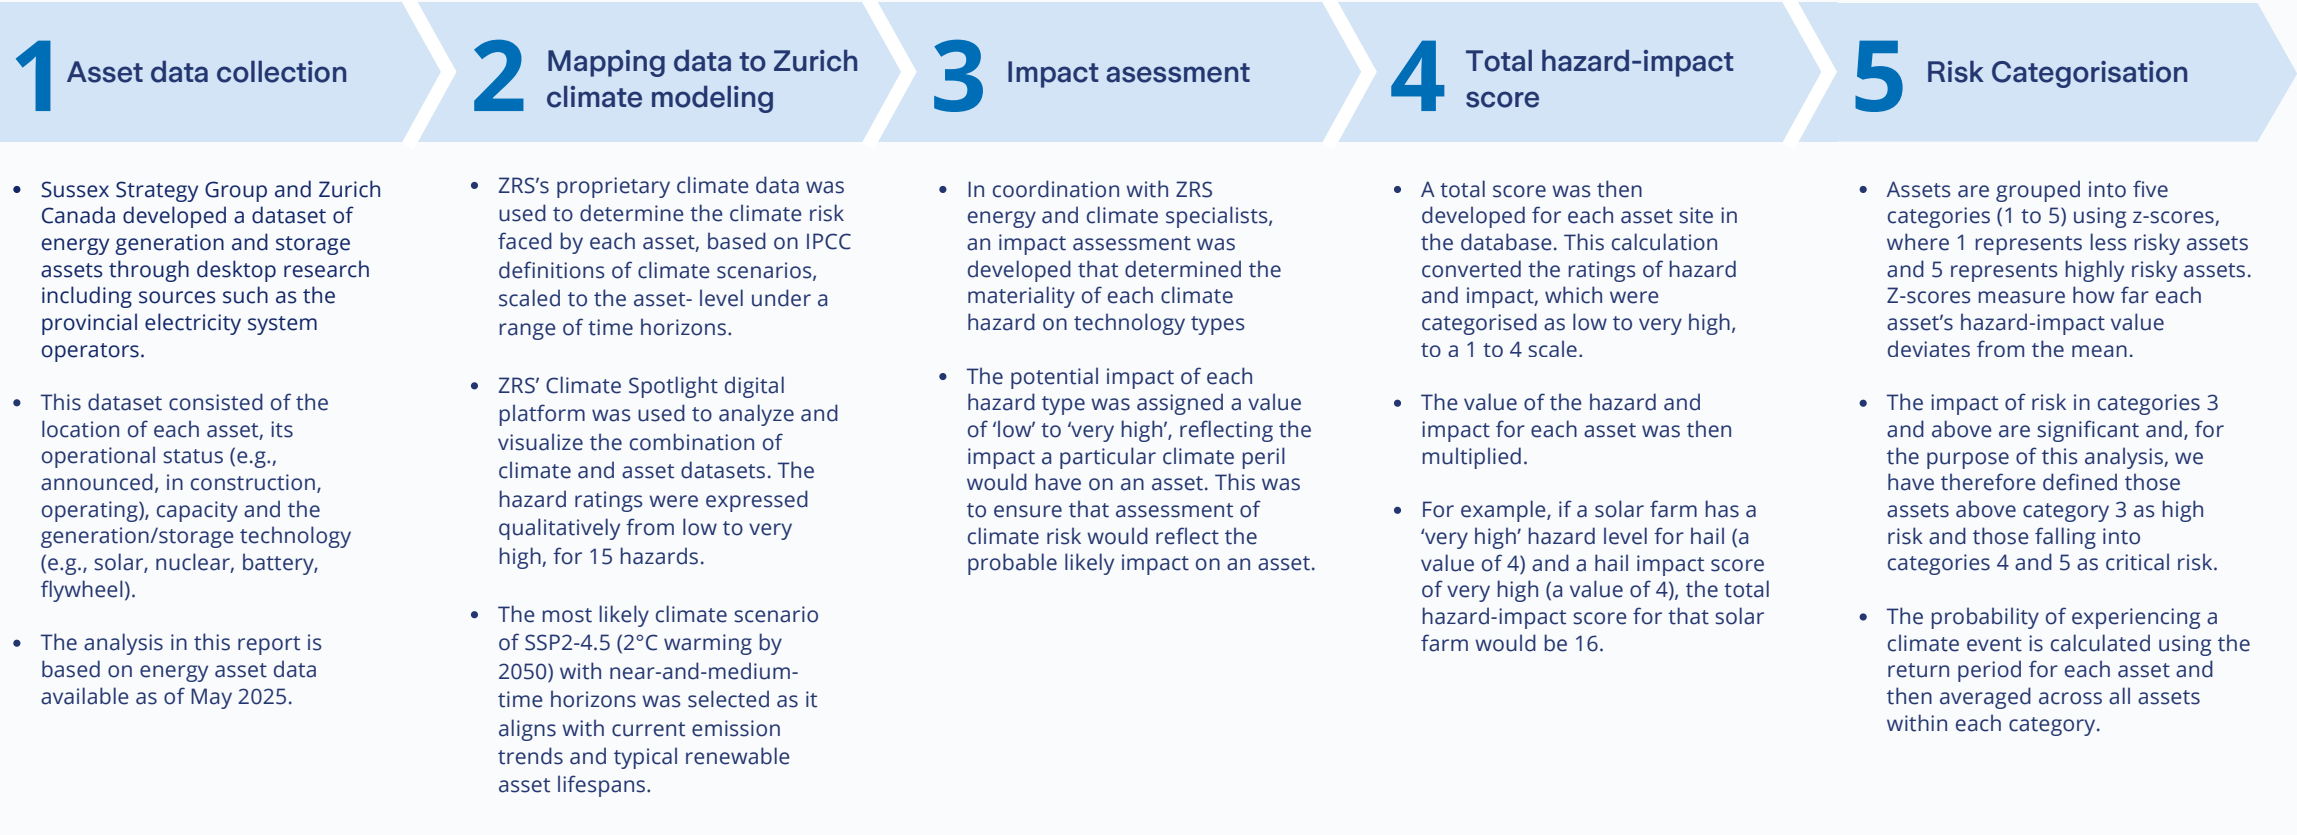 1 Asset data collection
• Sussex Strategy Group and Zurich
Canada developed a dataset of
energy generation and storage
assets through desktop research
including sources such as the
provincial electricity system
operators.
• This dataset consisted of the
location of each asset, its
operational status (e.g.,
announced, in construction,
operating), capacity and the
generation/storage technology
(e.g., solar, nuclear, battery,
flywheel).
• The analysis in this report is
based on energy asset data
available as of May 2025.
2 Mapping data to Zurich
climate modeling
• ZRS's proprietary climate data was
used to determine the climate risk
faced by each asset, based on IPCC
definitions of climate scenarios,
scaled to the asset- level under a
range of time horizons.
• ZRS' Climate Spotlight digital
platform was used to analyze and
visualize the combination of
climate and asset datasets. The
hazard ratings were expressed
qualitatively from low to very
high, for 15 hazards.
• The most likely climate scenario
of SSP2-4.5 (2°C warming by
2050) with near-and-medium-
time horizons was selected as it
aligns with current emission
trends and typical renewable
asset lifespans.
3 Impact asessment
• In coordination with ZRS
energy and climate specialists,
an impact assessment was
developed that determined the
materiality of each climate
hazard on technology types
• The potential impact of each
hazard type was assigned a value
of ‘low’ to ‘very high’, reflecting the
impact a particular climate peril
would have on an asset. This was
to ensure that assessment of
climate risk would reflect the
probable likely impact on an asset.
4 Total hazard-impact
score
• A total score was then
developed for each asset site in
the database. This calculation
converted the ratings of hazard
and impact, which were
categorised as low to very high,
to a 1 to 4 scale.
• The value of the hazard and
impact for each asset was then
multiplied.
• For example, if a solar farm has a
‘very high’ hazard level for hail (a
value of 4) and a hail impact score
of very high (a value of 4), the total
hazard-impact score for that solar
farm would be 16.
5 Risk Categorisation
• Assets are grouped into five
categories (1 to 5) using z-scores,
where 1 represents less risky assets
and 5 represents highly risky assets.
Z-scores measure how far each
asset's hazard-impact value
deviates from the mean.
• The impact of risk in categories 3
and above are significant and, for
the purpose of this analysis, we
have therefore defined those
assets above category 3 as high
risk and those falling into
categories 4 and 5 as critical risk.
• The probability of experiencing a
climate event is calculated using the
return period for each asset and
then averaged across all assets
within each category.